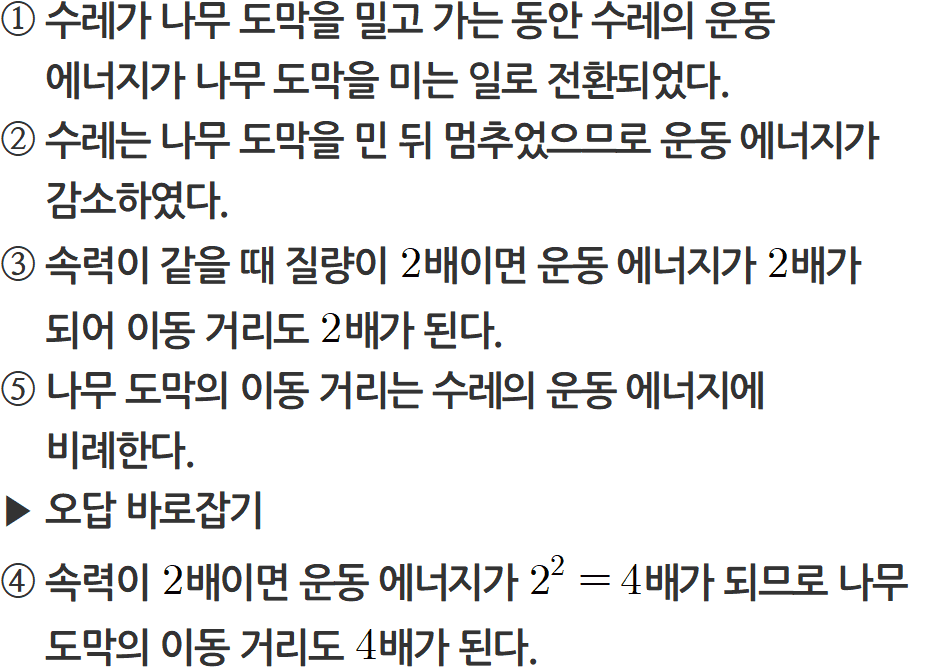 ① 수레가 나무 도막을 밀고 가는 동안 수레의 운동
에너지가 나무 도막을 미는 일로 전환되었다.
② 수레는 나무 도막을 민 뒤 멈추었으므로 운동 에너지가
감소하였다.
③ 속력이 같을 때 질량이 2배이면 운동 에너지가 2배가
되어 이동 거리도 2배가 된다.
⑤ 나무 도막의 이동 거리는 수레의 운동 에너지에
비례한다.
▶ 오답 바로잡기
④ 속력이 2배이면 운동 에너지가 2² = 4배가 되므로 나무
도막의 이동 거리도 4배가 된다.